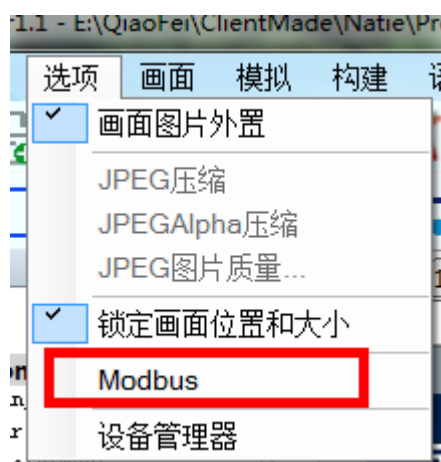 r1.1 - E:\QiaoFei\ClientMade\Natie\Pr
选项 画面 模拟 构建
画面图片外置
JPEG压缩
JPEGAlpha压缩
JPEG图片质量...
锁定画面位置和大小
Modbus
设备管理器